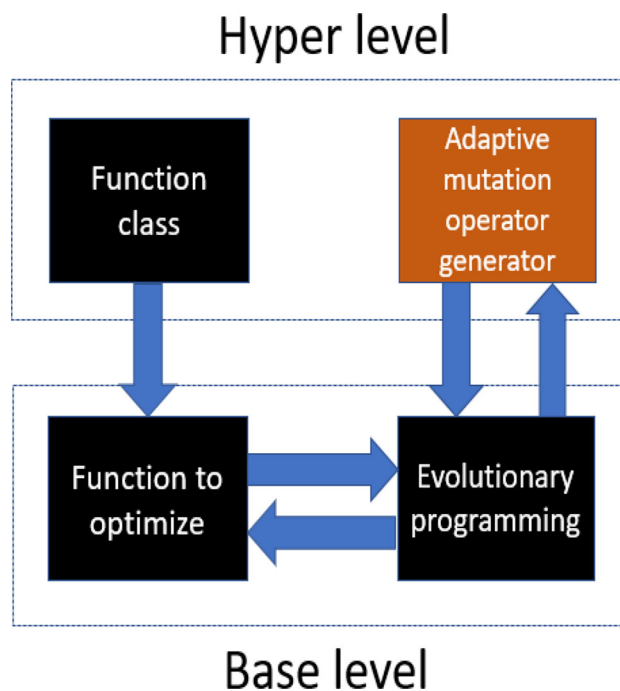 Hyper level
Function
class
Adaptive
mutation
operator
generator
Function to
optimize
Evolutionary
programming
Base level